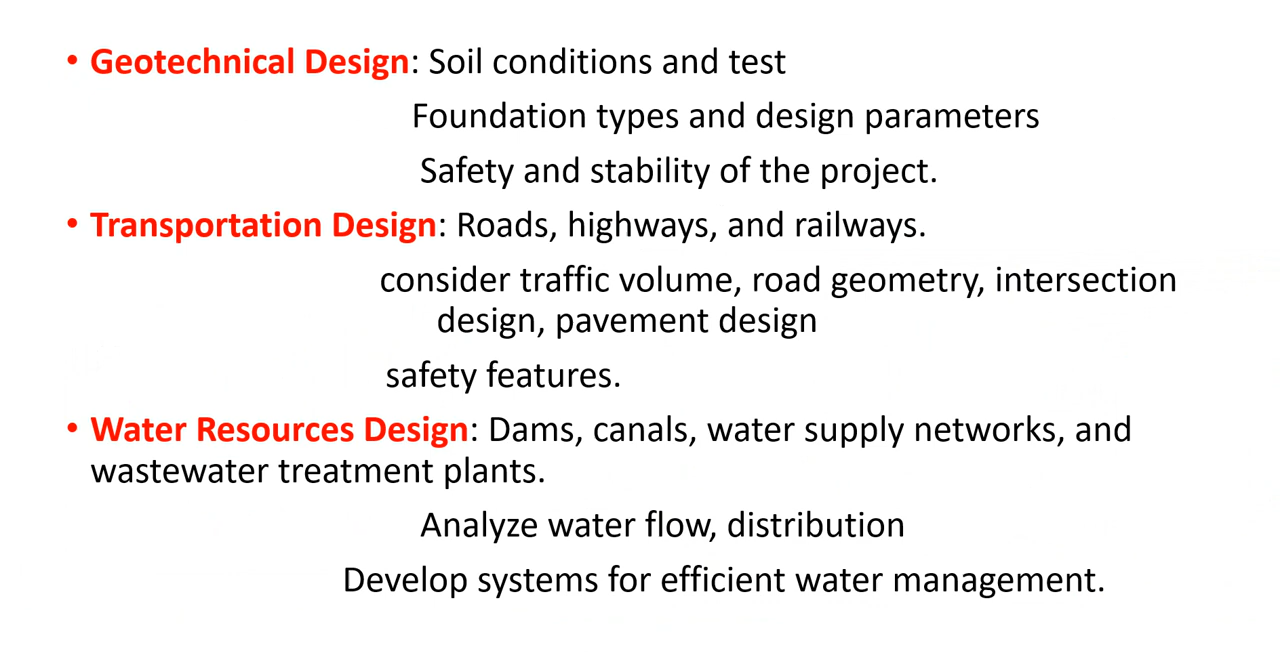 • Geotechnical Design: Soil conditions and test
Foundation types and design parameters
Safety and stability of the project.
• Transportation Design: Roads, highways, and railways.
consider traffic volume, road geometry, intersection
design, pavement design
safety features.
• Water Resources Design: Dams, canals, water supply networks, and
wastewater treatment plants.
Analyze water flow, distribution
Develop systems for efficient water management.